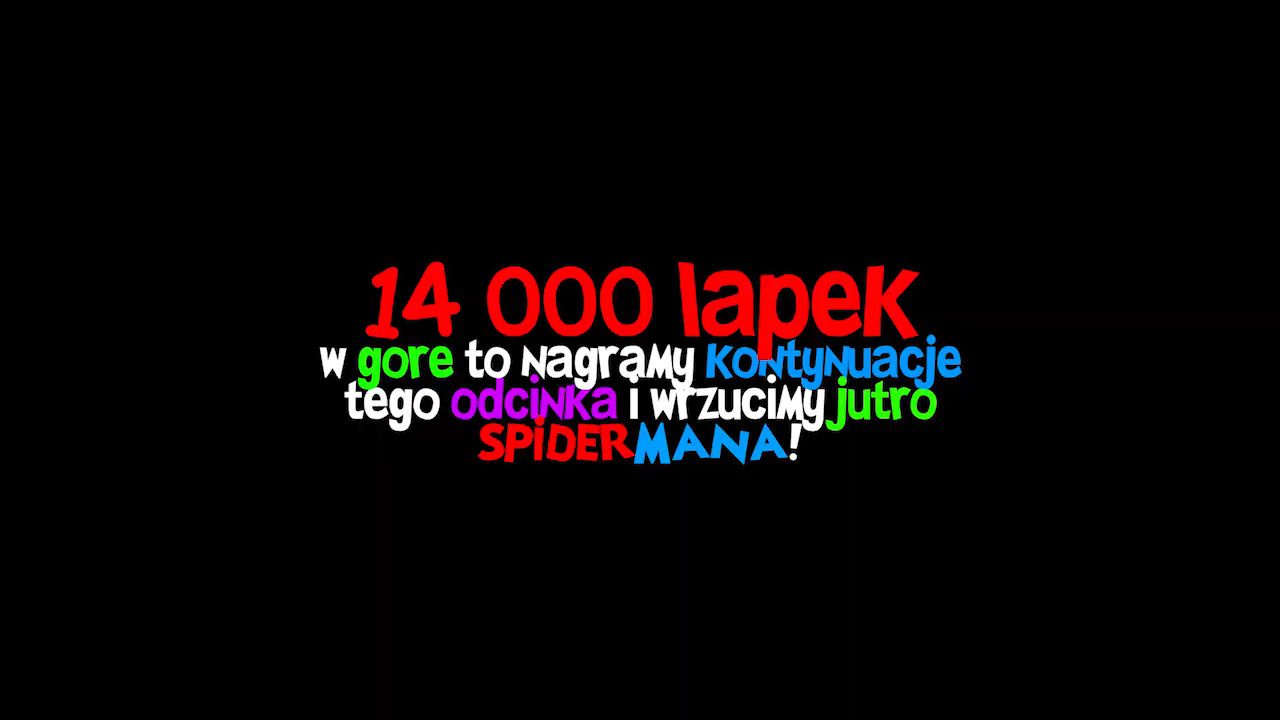 14 000 lapek
w gore to nagramy kontynuacje
tego odcinka i wrzucimy jutro
SPiDERMANA!